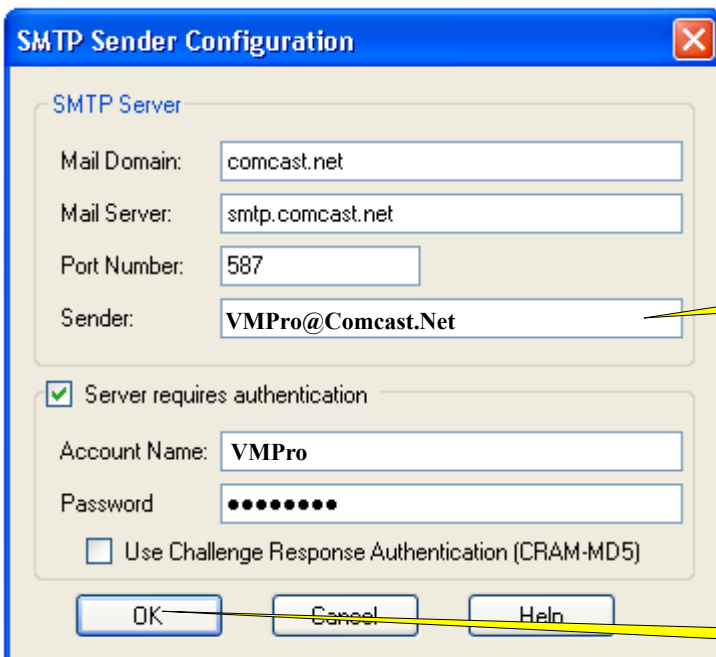 SMTP Sender Configuration
SMTP Server
Mail Domain: comcast.net
Mail Server: smtp.comcast.net
Port Number: 587
Sender: VMPro@Comcast.Net
Server requires authentication
Account Name: VMPro
Password ••••••••
Use Challenge Response Authentication (CRAM-MD5)
OK Cancel Help